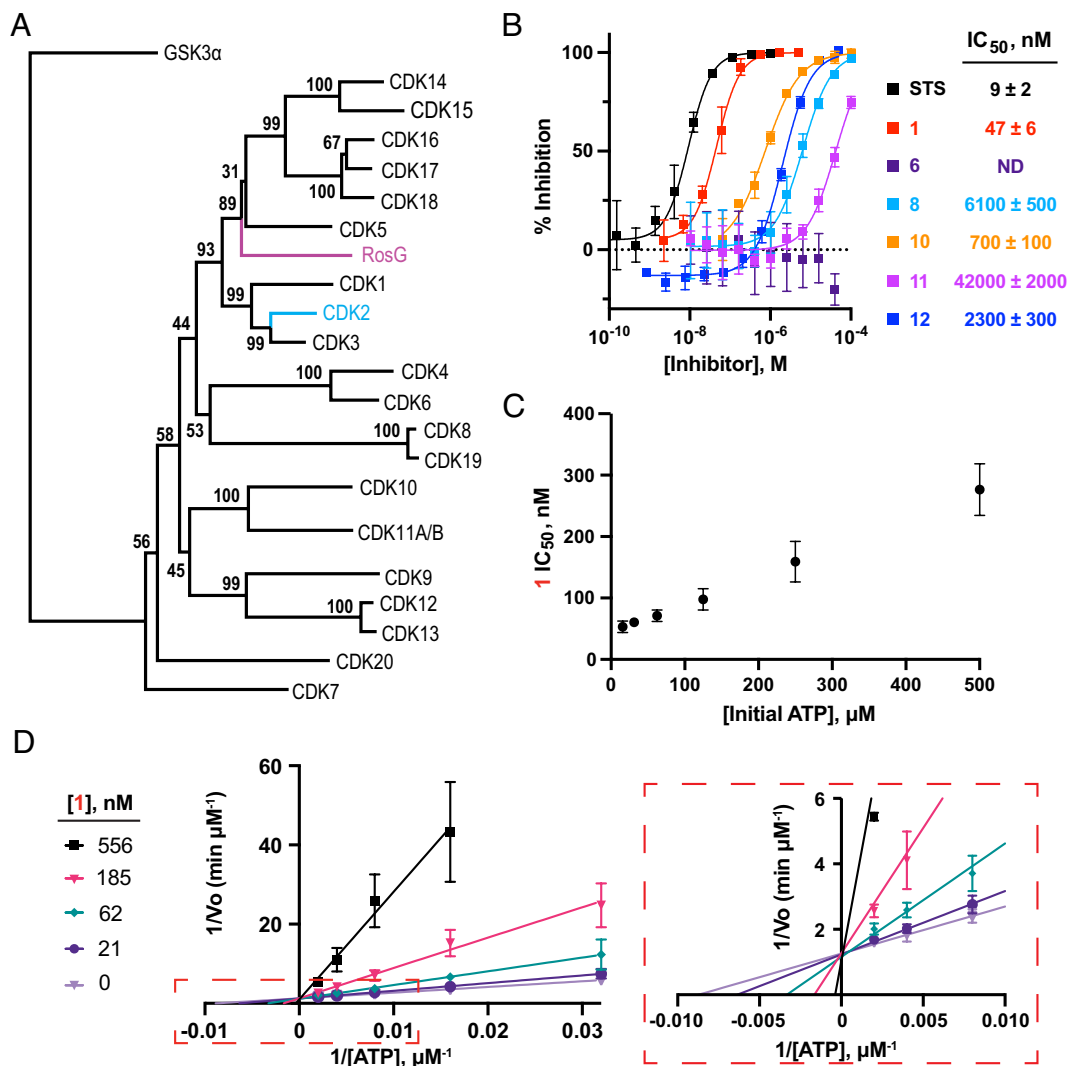 A
GSK3α
CDK14
100
CDK15
99
CDK16
67
CDK17
31
100
CDK18
89
CDK5
93
RosG
99
CDK1
CDK2
44
99
CDK3
100
CDK4
CDK6
53
100
CDK8
58
CDK19
100
CDK10
CDK11A/B
56
45
99
CDK9
100
CDK12
CDK13
CDK20
CDK7
B
% Inhibition
100
50
0
10⁻¹⁰
10⁻⁸
10⁻⁶
10⁻⁴
[Inhibitor], M
IC₅₀, nM
STS 9 ± 2
1 47 ± 6
6 ND
8 6100 ± 500
10 700 ± 100
11 42000 ± 2000
12 2300 ± 300
C
1 IC₅₀, nM
400
300
200
100
0
0 100 200 300 400 500
[Initial ATP], µM
D
[1], nM
556
185
62
21
0
1/Vo (min µM⁻¹)
60
40
20
-0.01 0 0.01 0.02 0.03
1/[ATP], µM⁻¹
1/Vo (min µM⁻¹)
6
4
2
-0.010 -0.005 0 0.005 0.010
1/[ATP], µM⁻¹